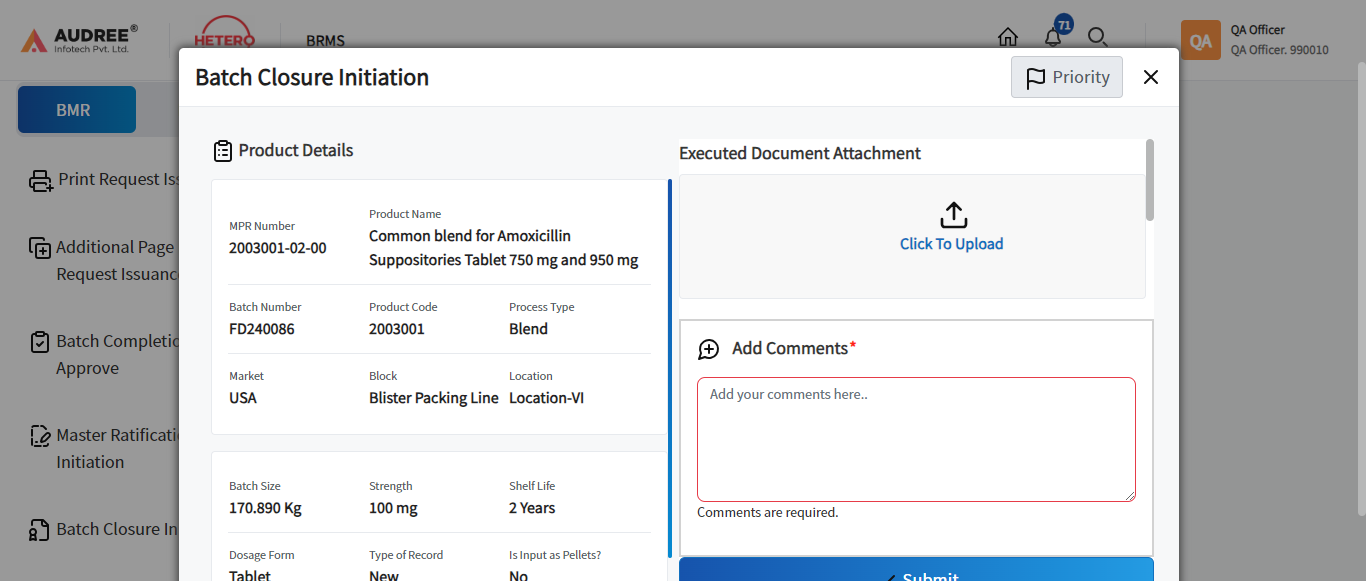 AUDREE®
Infotech Pvt. Ltd.
HETERO
BRMS
71
QA
QA Officer
QA Officer. 990010
BMR
Print Request Iss
Additional Page
Request Issuanc
Batch Completic
Approve
Master Ratificati
Initiation
Batch Closure In
Batch Closure Initiation
Priority
Product Details
MPR Number
2003001-02-00
Product Name
Common blend for Amoxicillin
Suppositories Tablet 750 mg and 950 mg
Batch Number
FD240086
Product Code
2003001
Process Type
Blend
Market
USA
Block
Blister Packing Line
Location
Location-VI
Batch Size
170.890 Kg
Strength
100 mg
Shelf Life
2 Years
Dosage Form
Tablet
Type of Record
New
Is Input as Pellets?
No
Executed Document Attachment
Click To Upload
Add Comments*
Add your comments here..
Comments are required.
Submit